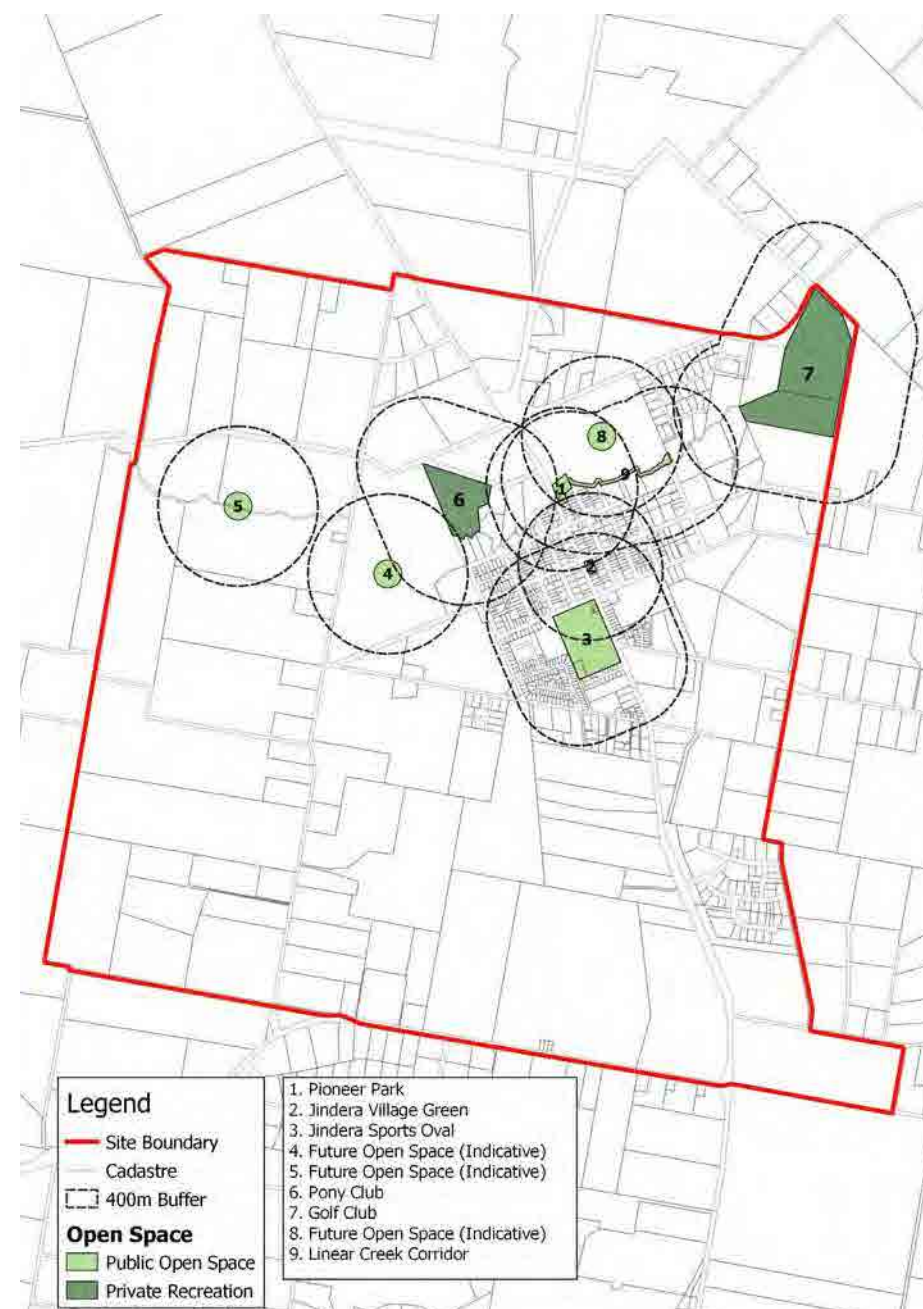 7
8
9
1
6
5
4
2
3
Legend
Site Boundary
Cadastre
400m Buffer
Open Space
Public Open Space
Private Recreation
1. Pioneer Park
2. Jindera Village Green
3. Jindera Sports Oval
4. Future Open Space (Indicative)
5. Future Open Space (Indicative)
6. Pony Club
7. Golf Club
8. Future Open Space (Indicative)
9. Linear Creek Corridor